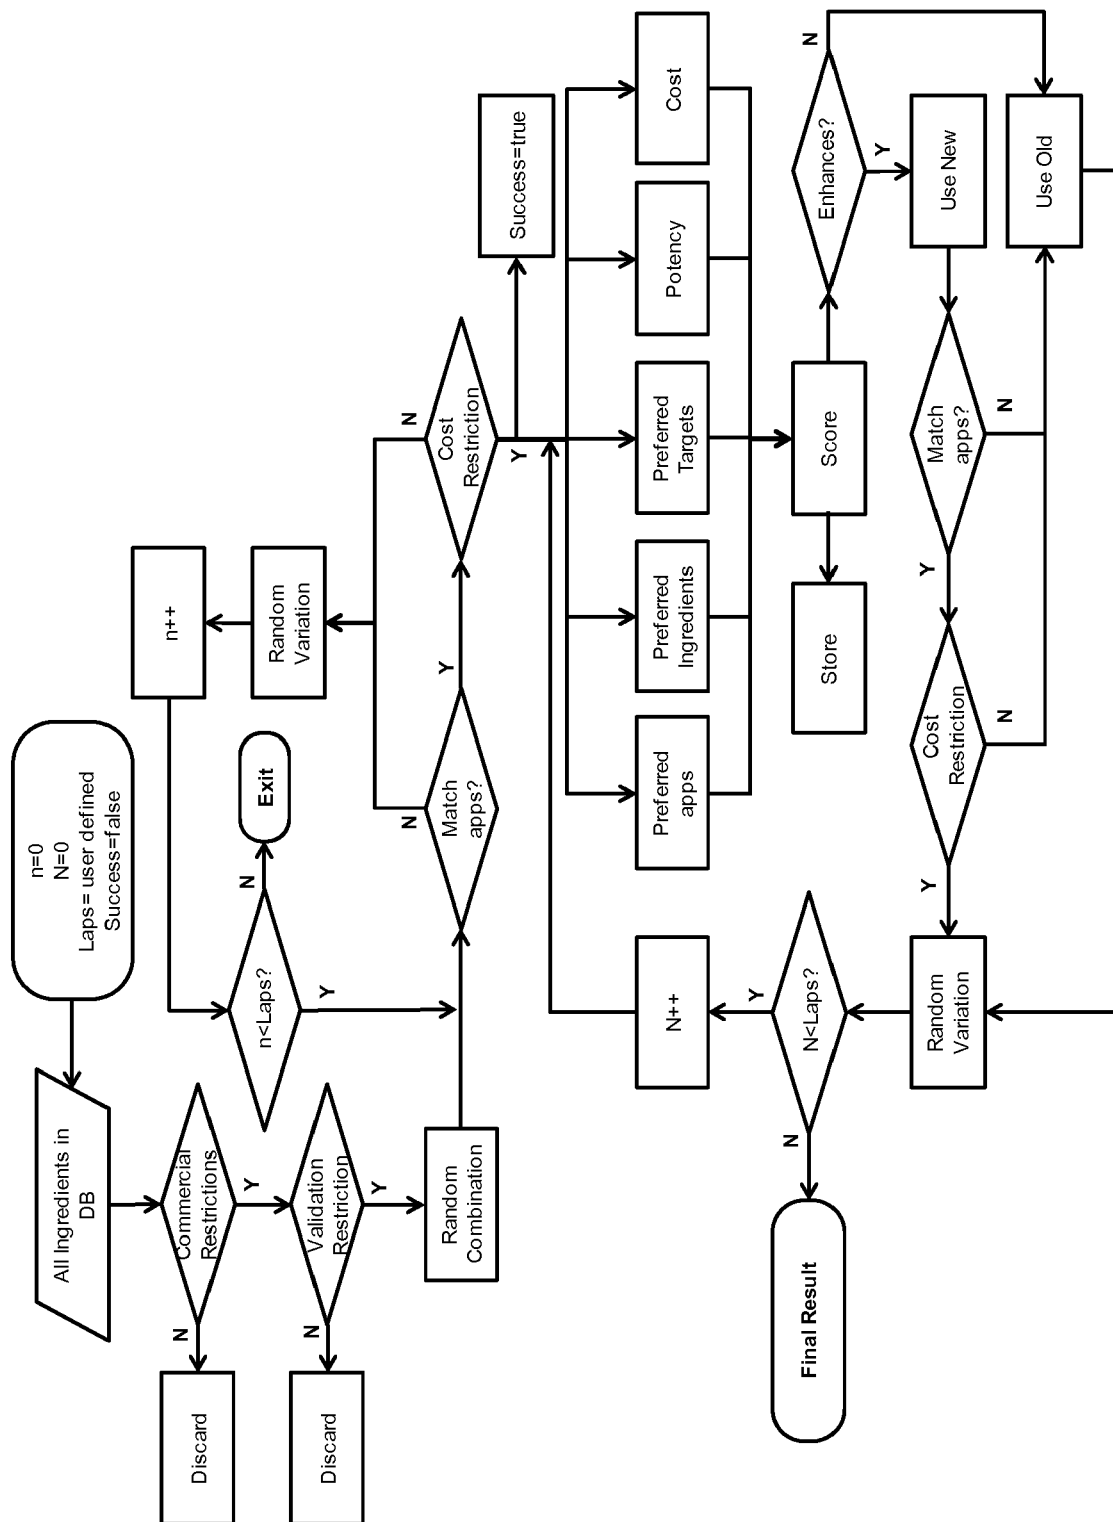 n=0
N=0
Laps= user defined
Success=false
All Ingredients in
DB
Commercial
Restrictions
N
Discard
Y
Validation
Restriction
N
Discard
Y
Random
Combination
n++
Random
Variation
n<Laps?
N
Exit
Y
Match
apps?
N
Y
Cost
Restriction
N
Y
Success=true
Preferred
apps
Preferred
Ingredients
Preferred
Targets
Potency
Cost
Score
Store
Enhances?
N
Y
Use New
Use Old
Match
apps?
N
Y
Cost
Restriction
N
Y
Random
Variation
N<Laps?
Y
N++
N
Final Result